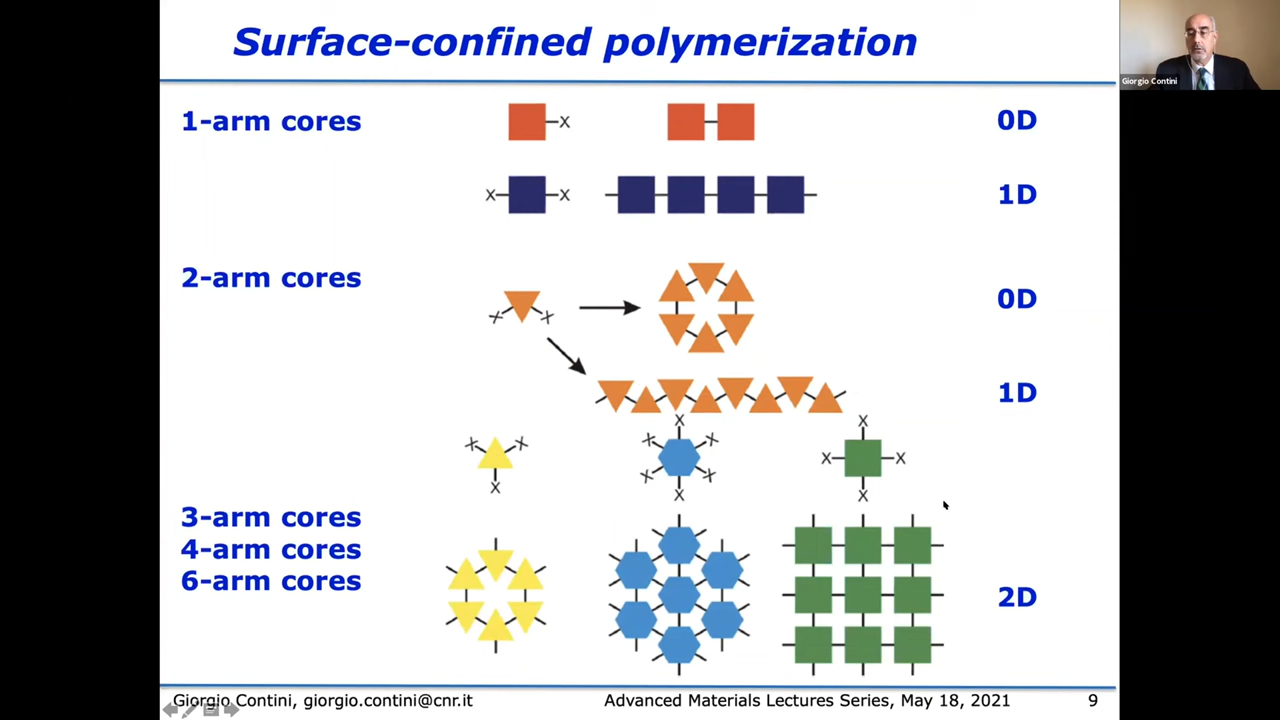 Surface-confined polymerization
Giorgio Contini
1-arm cores
x
0D
x
x
1D
2-arm cores
x
x
0D
1D
x
x
x
x
x
x
x
x
x
x
x
x
x
3-arm cores
4-arm cores
6-arm cores
2D
Giorgio Contini, giorgio.contini@cnr.it
Advanced Materials Lectures Series, May 18, 2021
9